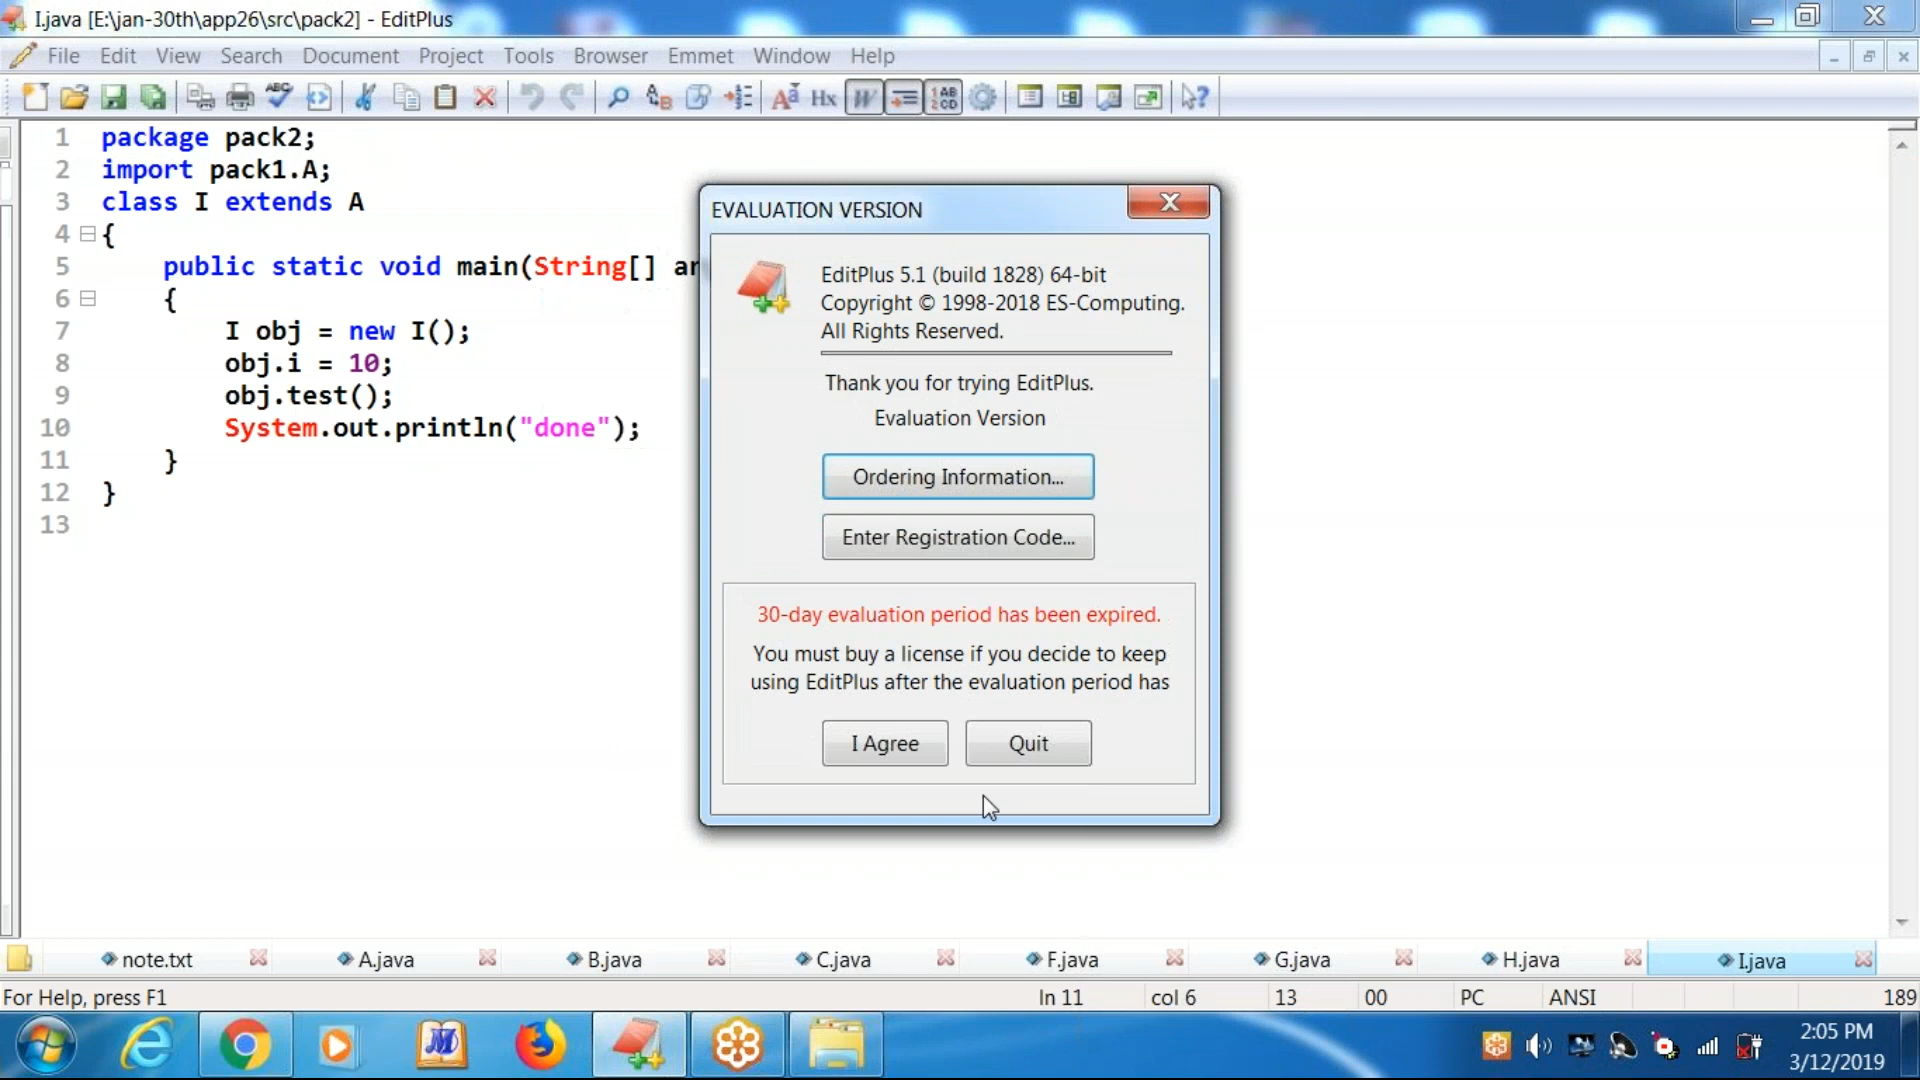 I.java [E:\jan-30th\app26\src\pack2] - EditPlus
File Edit View Search Document Project Tools Browser Emmet Window Help
1 package pack2;
2 import pack1.A;
3 class I extends A
4 {
5 public static void main(String[] ar
6 {
7 I obj = new I();
8 obj.i = 10;
9 obj.test();
10 System.out.println("done");
11 }
12 }
13
EVALUATION VERSION
EditPlus 5.1 (build 1828) 64-bit
Copyright © 1998-2018 ES-Computing.
All Rights Reserved.
Thank you for trying EditPlus.
Evaluation Version
Ordering Information...
Enter Registration Code...
30-day evaluation period has been expired.
You must buy a license if you decide to keep
using EditPlus after the evaluation period has
I Agree Quit
note.txt A.java B.java C.java F.java G.java H.java I.java
For Help, press F1 ln 11 col 6 13 00 PC ANSI 189
2:05 PM
3/12/2019